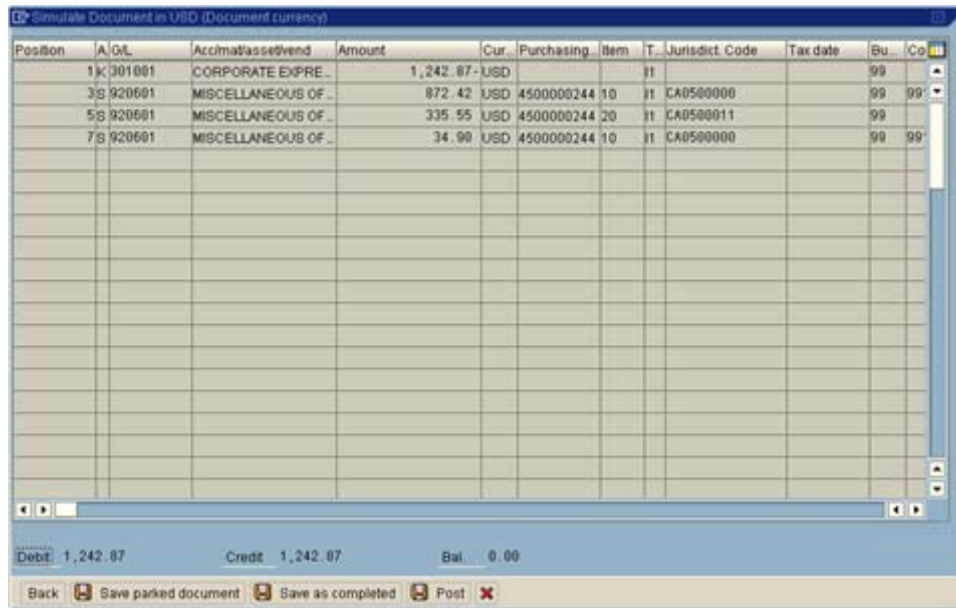 Simulate Document in USD (Document currency)
Position A G/L Acc/mat/asset/vend Amount Cur... Purchasing... Item T... Jurisdict. Code Tax date Bu... Co
1 K 301001 CORPORATE EXPRE... 1,242.87- USD I1 99
3 S 920601 MISCELLANEOUS OF... 872.42 USD 4500000244 10 I1 CA0500000 99 99
5 S 920601 MISCELLANEOUS OF... 335.55 USD 4500000244 20 I1 CA0500011 99
7 S 920601 MISCELLANEOUS OF... 34.90 USD 4500000244 10 I1 CA0500000 99 99
Debit 1,242.87 Credit 1,242.87 Bal. 0.00
Back Save parked document Save as completed Post